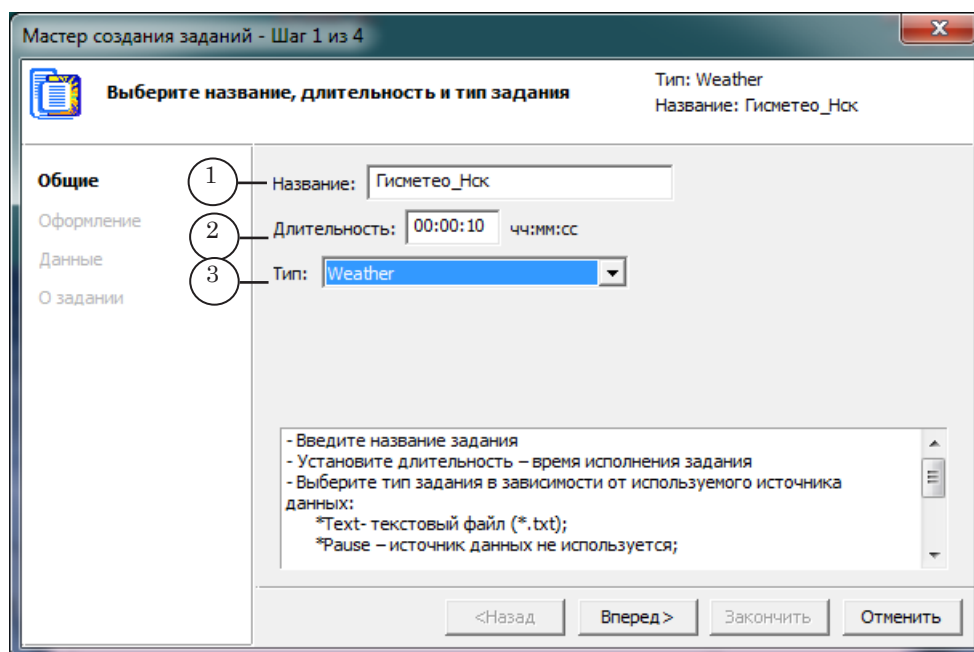 Мастер создания заданий - Шаг 1 из 4
Выберите название, длительность и тип задания
Тип: Weather
Название: Гисметео_Нск
Общие
Оформление
Данные
О задании
1 Название: Гисметео_Нск
2 Длительность: 00:00:10 чч:мм:сс
3 Тип: Weather
- Введите название задания
- Установите длительность – время исполнения задания
- Выберите тип задания в зависимости от используемого источника
данных:
*Text- текстовый файл (*.txt);
*Pause – источник данных не используется;
<Назад Вперед > Закончить Отменить